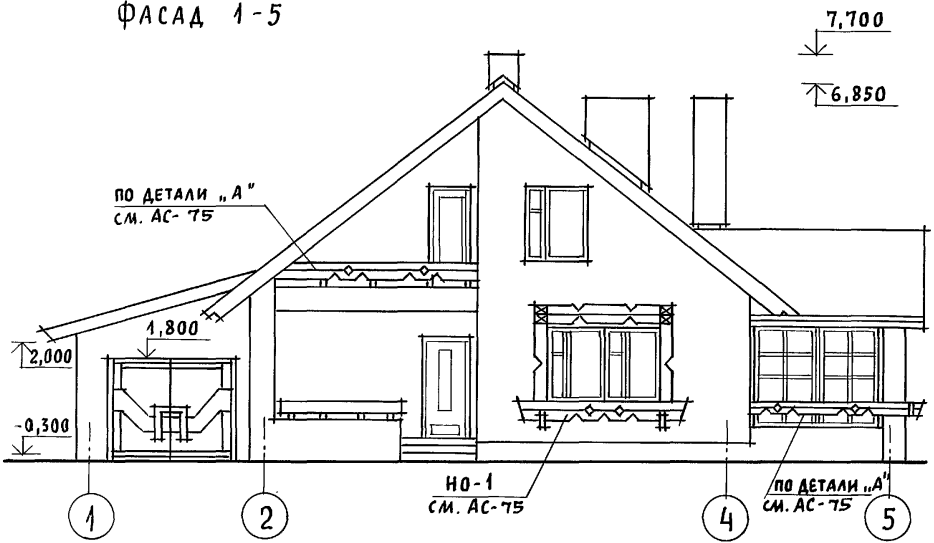 ФАСАД 1-5
7,700
6,850
ПО ДЕТАЛИ „А"
СМ. АС-75
1,800
2,000
-0,300
НО-1
СМ. АС-75
ПО ДЕТАЛИ „А"
СМ. АС-75
1
2
4
5